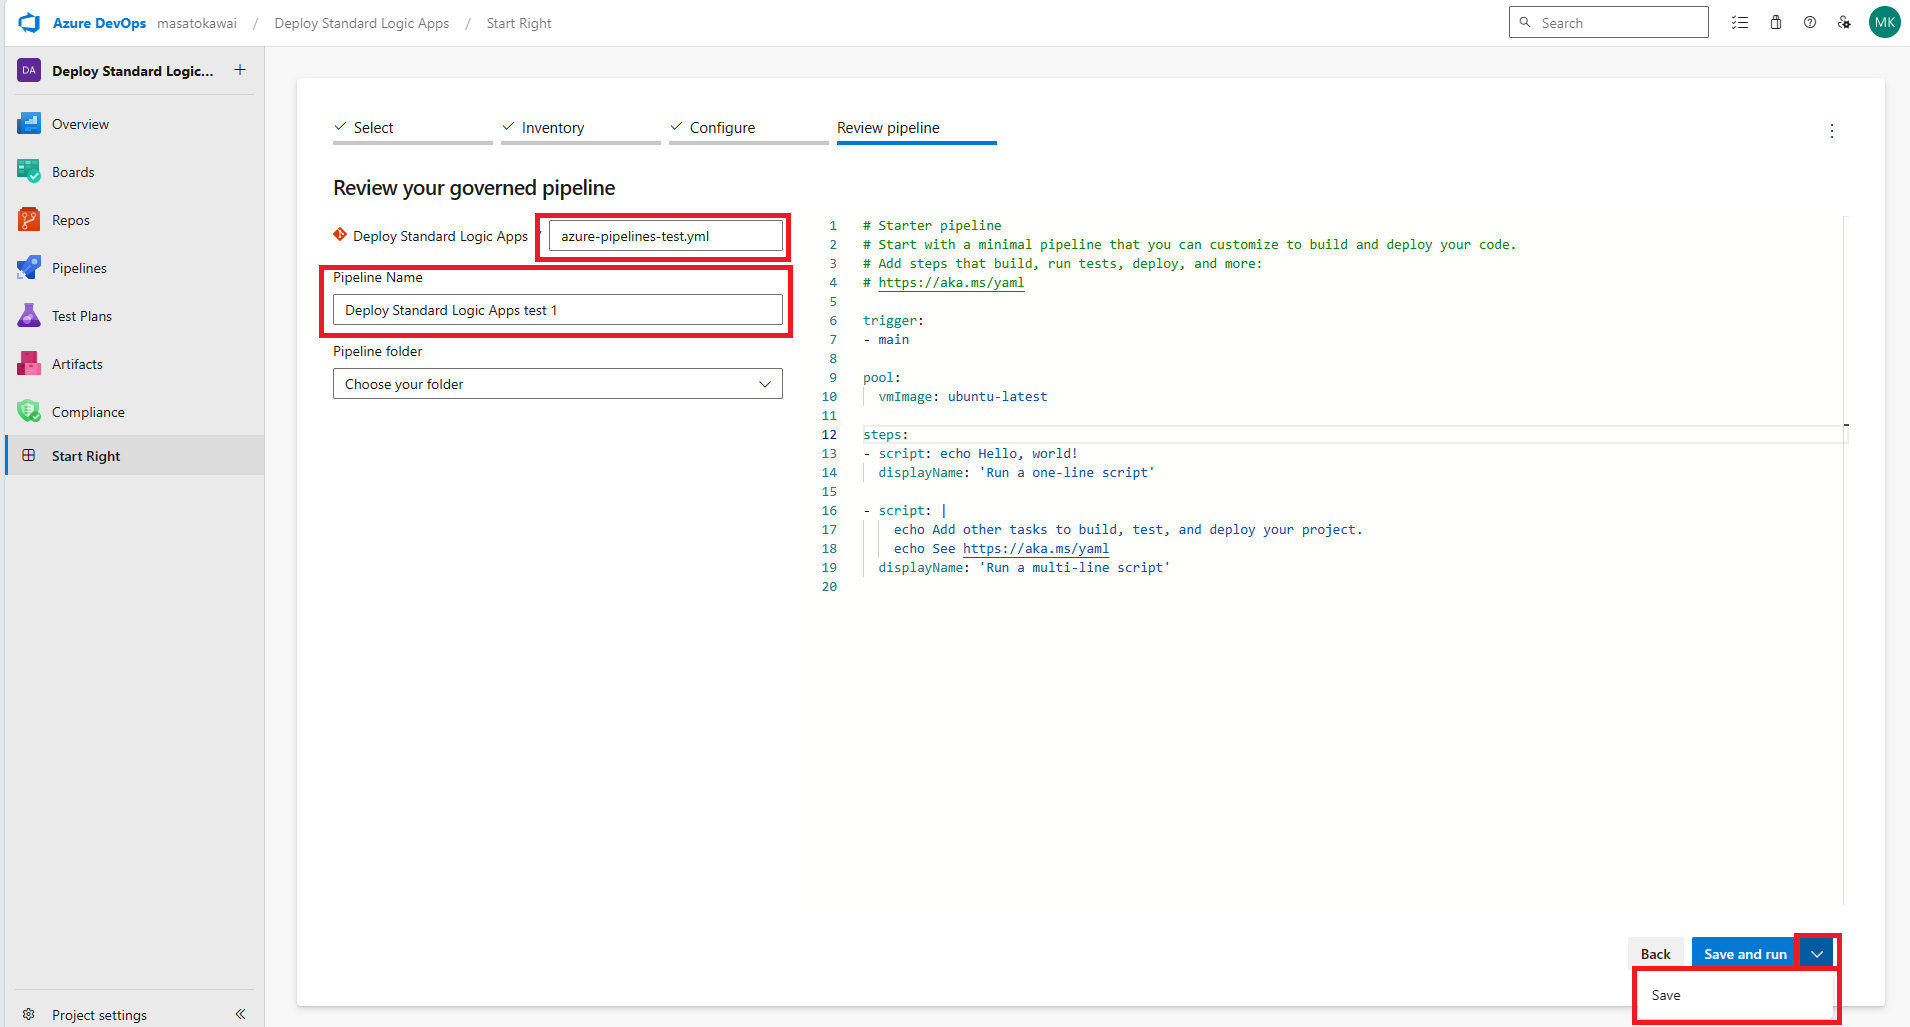 Azure DevOps masatokawai / Deploy Standard Logic Apps / Start Right
Search
MK
DA Deploy Standard Logic... +
Overview
Boards
Repos
Pipelines
Test Plans
Artifacts
Compliance
Start Right
Project settings
Select
Inventory
Configure
Review pipeline
Review your governed pipeline
Deploy Standard Logic Apps / azure-pipelines-test.yml
Pipeline Name
Deploy Standard Logic Apps test 1
Pipeline folder
Choose your folder
1 # Starter pipeline
2 # Start with a minimal pipeline that you can customize to build and deploy your code.
3 # Add steps that build, run tests, deploy, and more:
4 # https://aka.ms/yaml
5
6 trigger:
7 - main
8
9 pool:
10 vmImage: ubuntu-latest
11
12 steps:
13 - script: echo Hello, world!
14 displayName: 'Run a one-line script'
15
16 - script: |
17 echo Add other tasks to build, test, and deploy your project.
18 echo See https://aka.ms/yaml
19 displayName: 'Run a multi-line script'
20
Back
Save and run
Save